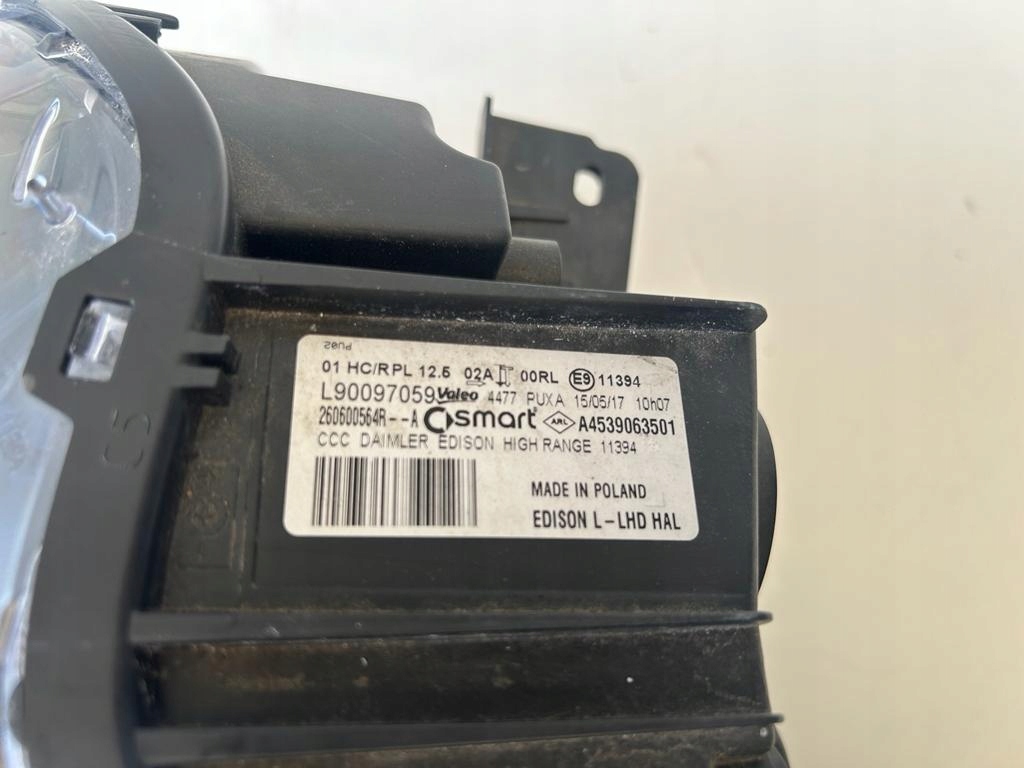 PU02
01 HC/RPL 12.5 02A 00RL E9 11394
L90097059 Valeo 4477 PUXA 15/05/17 10h07
260600564R--A smart ARL A4539063501
CCC DAIMLER EDISON HIGH RANGE 11394
MADE IN POLAND
EDISON L-LHD HAL